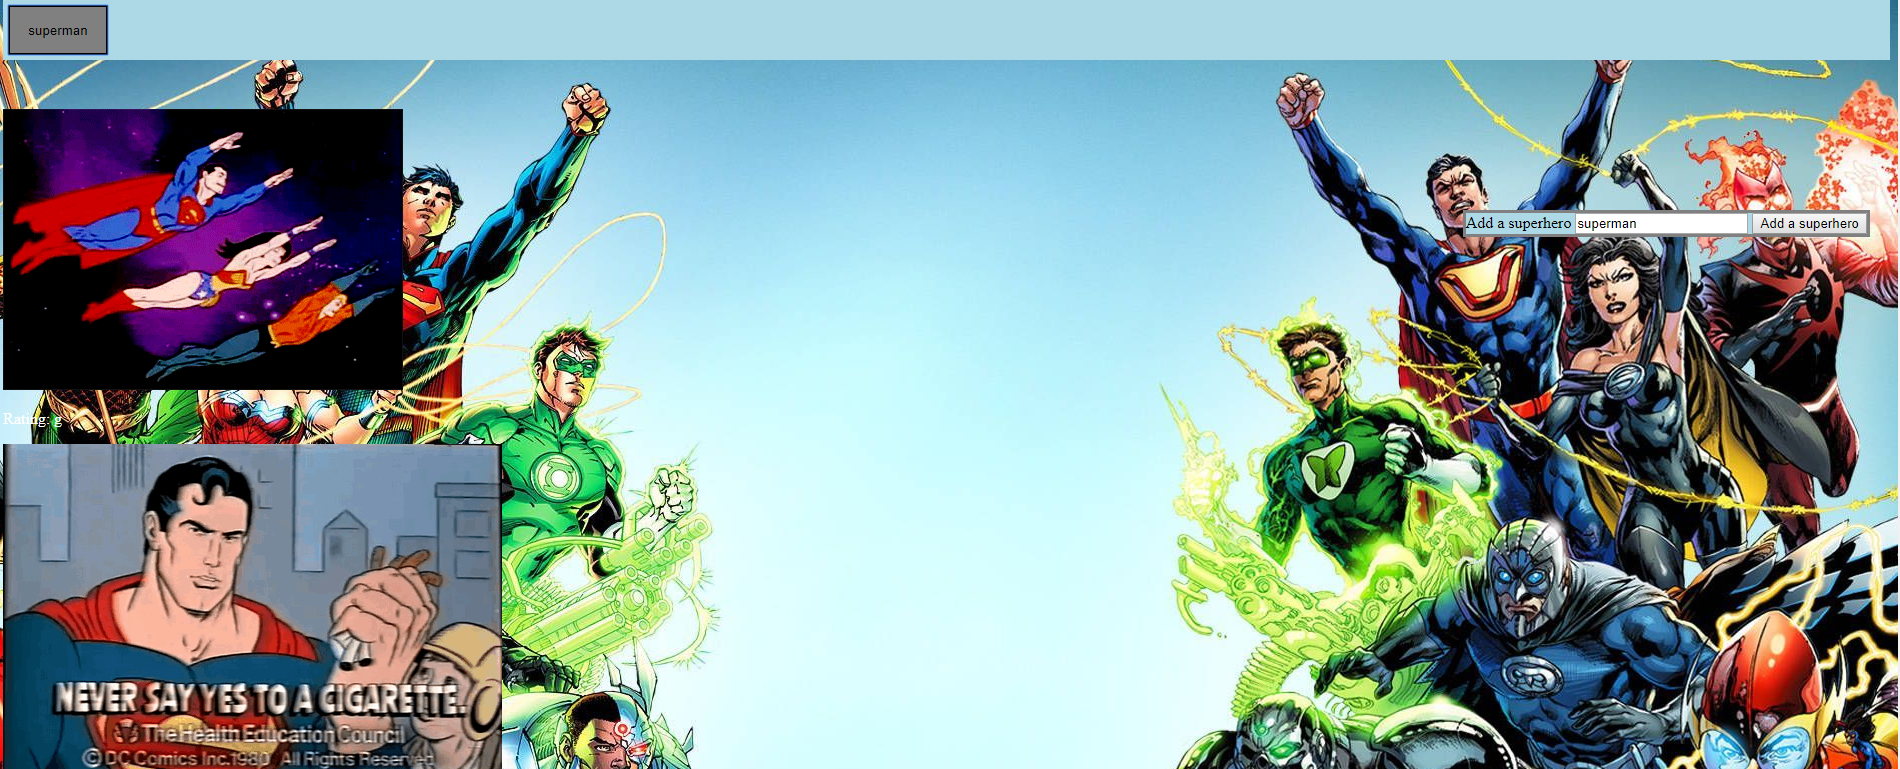 superman
Add a superhero superman Add a superhero
Rating: g
NEVER SAY YES TO A CIGARETTE.
The Health Education Council
© DC Comics Inc. 1980 All Rights Reserved